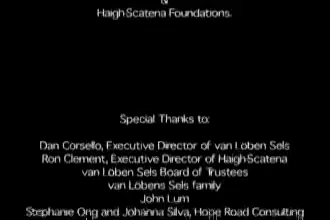 &
Haigh-Scatena Foundations.
Special Thanks to:
Dan Corsello, Executive Director of van Loben Sels
Ron Clement, Executive Director of Haigh-Scatena
van Löben Sels Board of Trustees
van Löbens Sels family
John Lum
Stephanie Ong and Johanna Silva, Hope Road Consulting